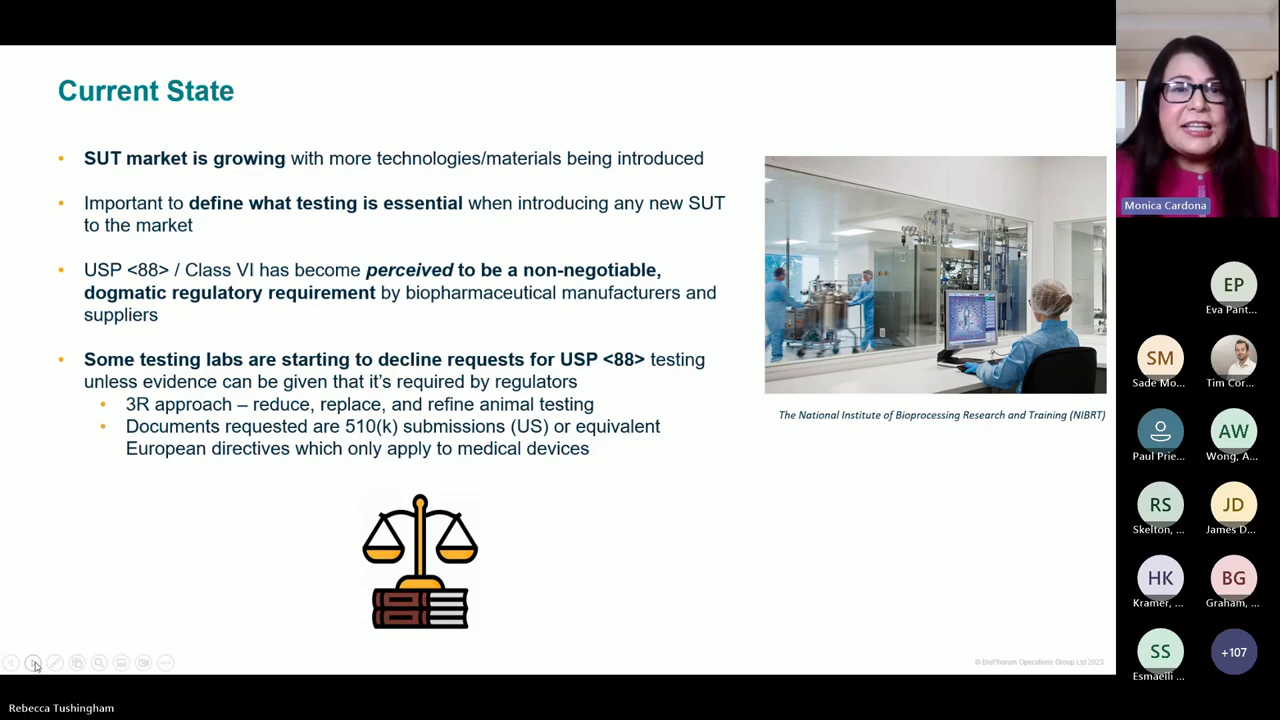 Current State
• SUT market is growing with more technologies/materials being introduced
• Important to define what testing is essential when introducing any new SUT
to the market
• USP <88> / Class VI has become perceived to be a non-negotiable,
dogmatic regulatory requirement by biopharmaceutical manufacturers and
suppliers
• Some testing labs are starting to decline requests for USP <88> testing
unless evidence can be given that it's required by regulators
• 3R approach – reduce, replace, and refine animal testing
• Documents requested are 510(k) submissions (US) or equivalent
European directives which only apply to medical devices
The National Institute of Bioprocessing Research and Training (NIBRT)
© BioPhorum Operations Group Ltd 2023
Monica Cardona
EP
Eva Pant...
SM
Sade Mo...
Tim Cor...
Paul Prie...
AW
Wong, A...
RS
Skelton, ...
JD
James D...
HK
Kramer, ...
BG
Graham, ...
SS
Esmaeili ...
+107
Rebecca Tushingham